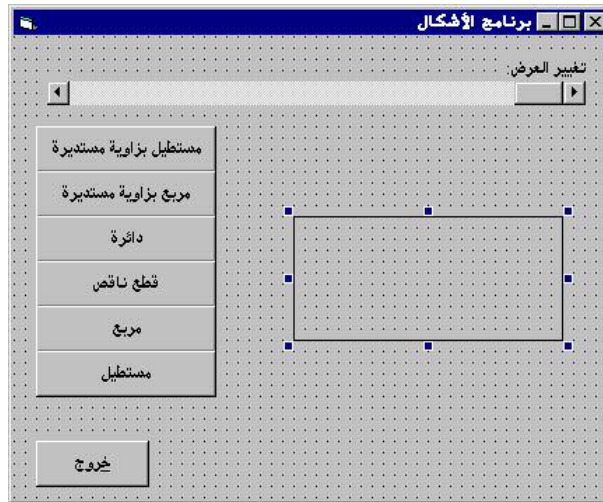 برنامج الأشكال
تغيير العرض:
مستطيل بزاوية مستديرة
مربع بزاوية مستديرة
دائرة
قطع ناقص
مربع
مستطيل
خروج